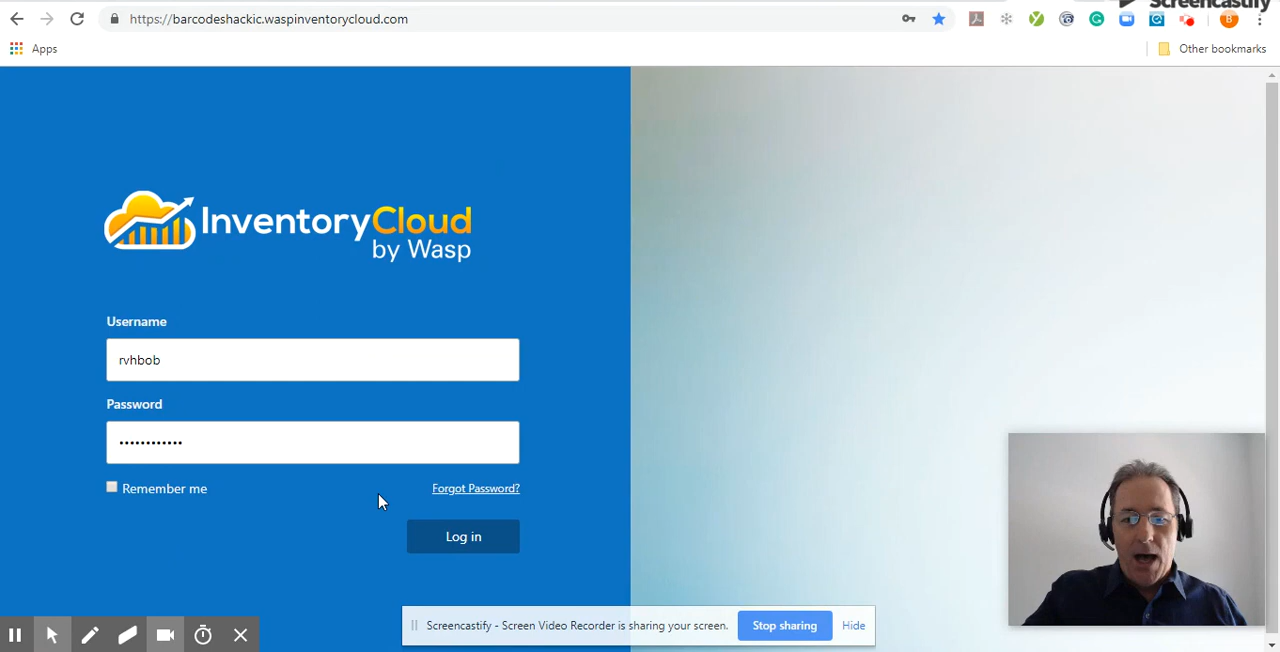 Screencastify
https://barcodeshackic.waspinventorycloud.com
B
Apps
Other bookmarks
InventoryCloud
by Wasp
Username
rvhbob
Password
••••••••••••
Remember me
Forgot Password?
Log in
Screencastify - Screen Video Recorder is sharing your screen.
Stop sharing
Hide